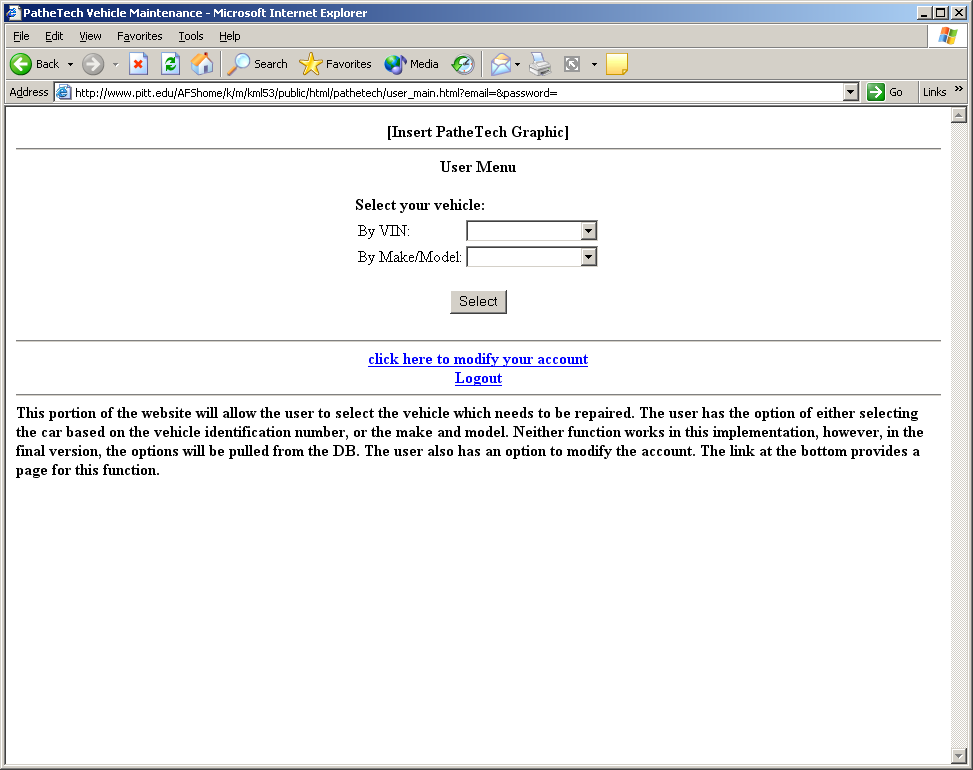 PatheTech Vehicle Maintenance - Microsoft Internet Explorer
File Edit View Favorites Tools Help
Back Search Favorites Media
Address http://www.pitt.edu/AFShome/k/m/kml53/public/html/pathetech/user_main.html?email=&password= Go Links »
[Insert PatheTech Graphic]
User Menu
Select your vehicle:
By VIN:
By Make/Model:
Select
click here to modify your account
Logout
This portion of the website will allow the user to select the vehicle which needs to be repaired. The user has the option of either selecting
the car based on the vehicle identification number, or the make and model. Neither function works in this implementation, however, in the
final version, the options will be pulled from the DB. The user also has an option to modify the account. The link at the bottom provides a
page for this function.